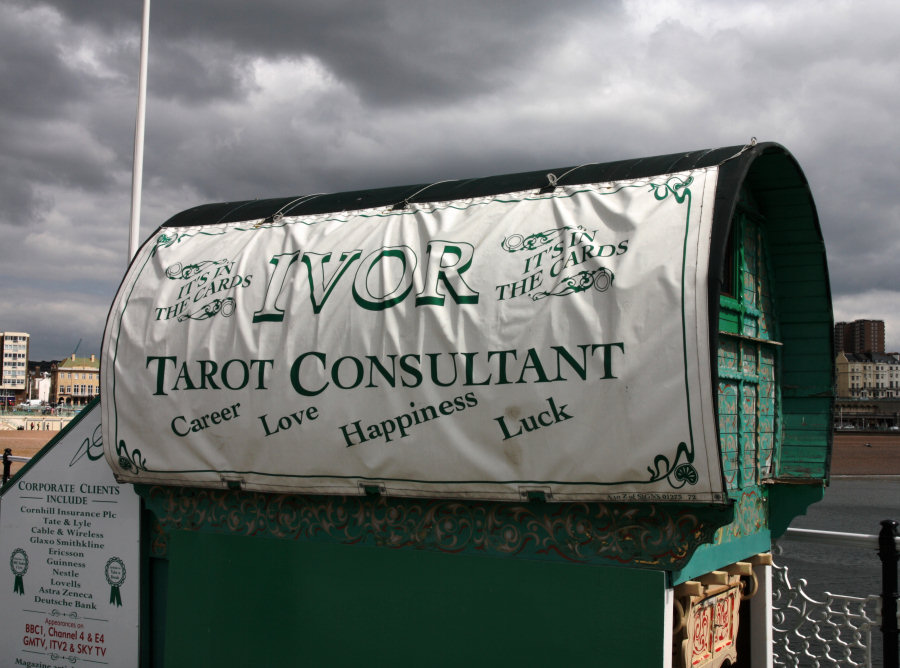 IVOR
IT'S IN
THE CARDS
IT'S IN
THE CARDS
TAROT CONSULTANT
Career Love Happiness Luck
CORPORATE CLIENTS
INCLUDE
Cornhill Insurance Plc
Tate & Lyle
Cable & Wireless
Glaxo Smithkline
Ericsson
Guinness
Nestle
Lovells
Astra Zeneca
Deutsche Bank
Appearances on
BBC1, Channel 4 & E4
GMTV, ITV2 & SKY TV
Magazine